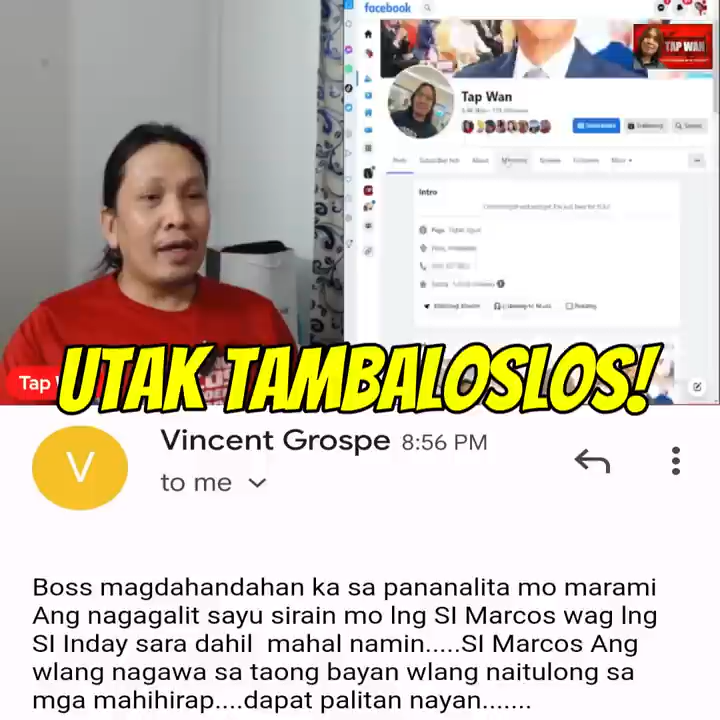 facebook
TAP WAN
Tap Wan
Intro
Tap
UTAK TAMBALOSLOS!
V
Vincent Grospe 8:56 PM
to me
Boss magdahandahan ka sa pananalita mo marami
Ang nagagalit sayu sirain mo lng SI Marcos wag lng
SI Inday sara dahil mahal namin.....SI Marcos Ang
wlang nagawa sa taong bayan wlang naitulong sa
mga mahihirap....dapat palitan nayan.......